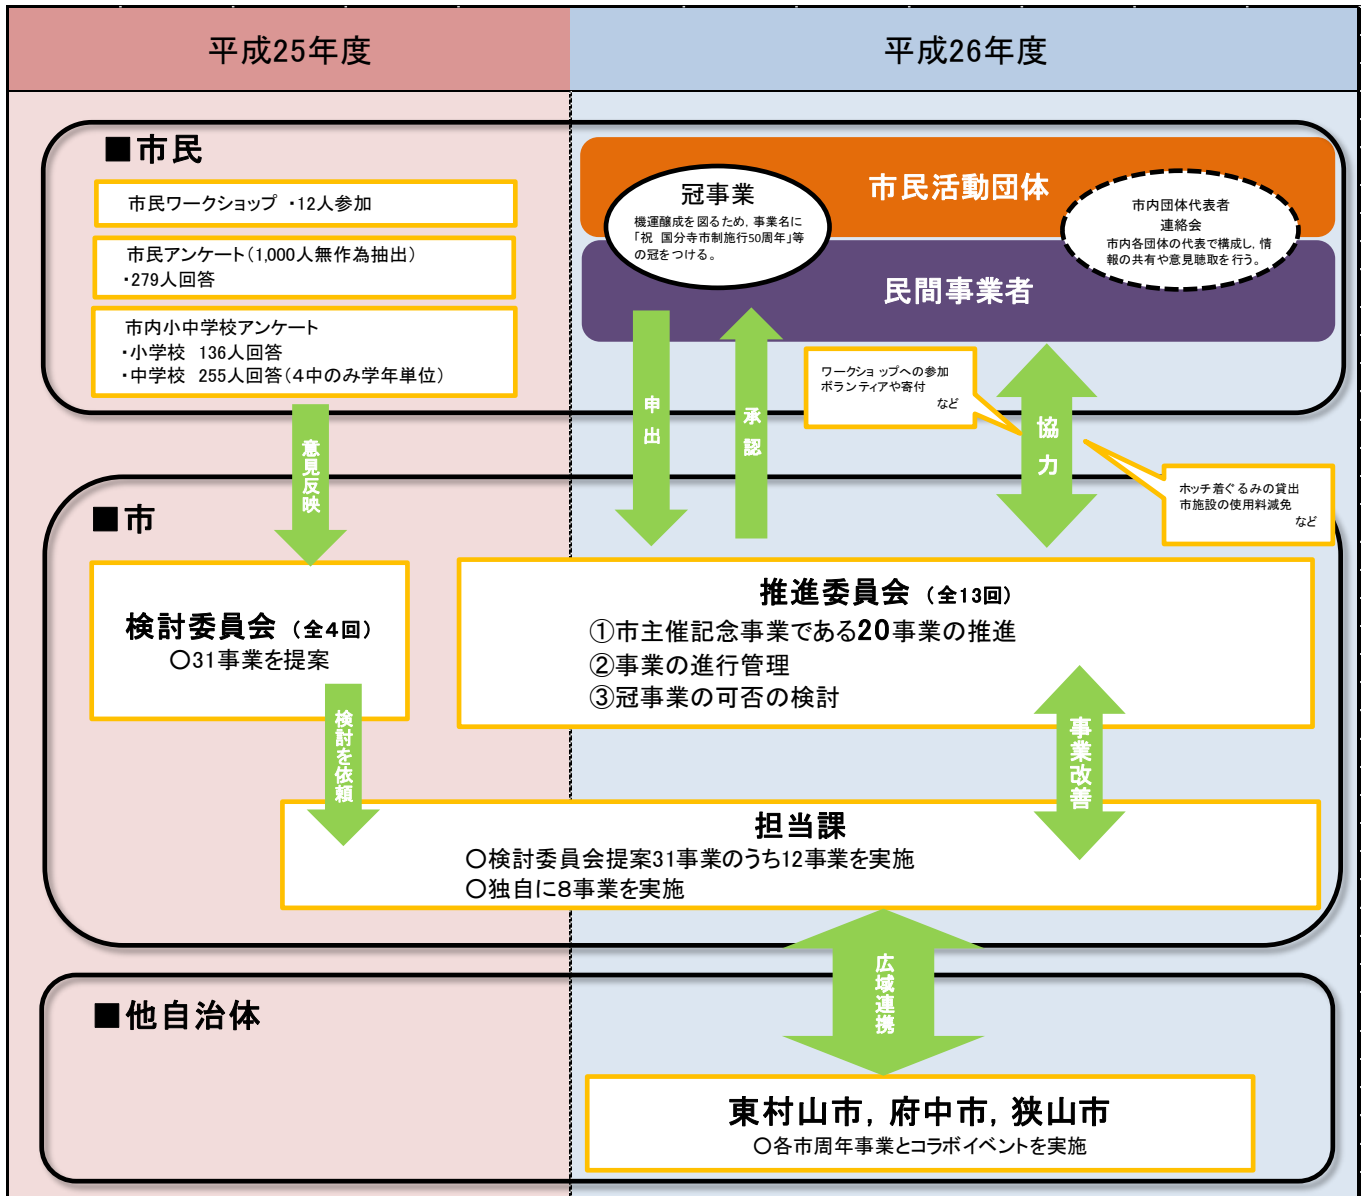 平成25年度
平成26年度
■市民
市民ワークショップ ・12人参加
市民アンケート(1,000人無作為抽出)
・279人回答
市内小中学校アンケート
・小学校 136人回答
・中学校 255人回答(4中のみ学年単位)
市民活動団体
民間事業者
冠事業
機運醸成を図るため,事業名に
「祝 国分寺市制施行50周年」等
の冠をつける。
市内団体代表者
連絡会
市内各団体の代表で構成し,情
報の共有や意見聴取を行う。
意見反映
申出
承認
協力
ワークショップへの参加
ボランティアや寄付
など
ホッチ着ぐるみの貸出
市施設の使用料減免
など
■市
検討委員会 (全4回)
○31事業を提案
推進委員会 (全13回)
①市主催記念事業である20事業の推進
②事業の進行管理
③冠事業の可否の検討
検討を依頼
事業改善
担当課
○検討委員会提案31事業のうち12事業を実施
○独自に8事業を実施
広域連携
■他自治体
東村山市,府中市,狭山市
○各市周年事業とコラボイベントを実施